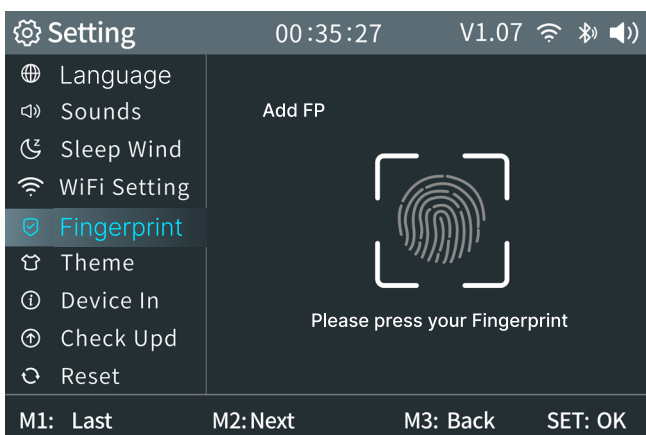 Setting 00:35:27 V1.07
Language
Sounds
Sleep Wind
WiFi Setting
Fingerprint
Theme
Device In
Check Upd
Reset
Add FP
Please press your Fingerprint
M1: Last M2: Next M3: Back SET: OK